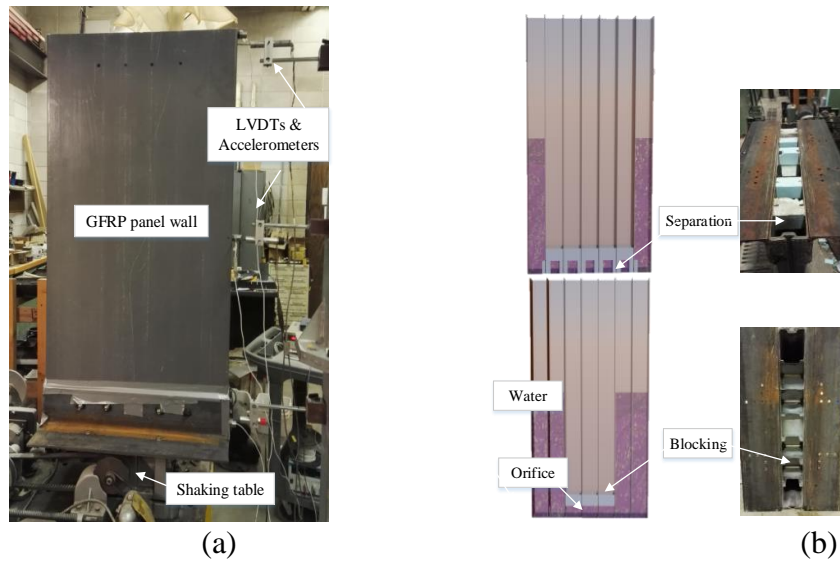 LVDTs &
Accelerometers
GFRP panel wall
Shaking table
(a)
Separation
Water
Blocking
Orifice
(b)